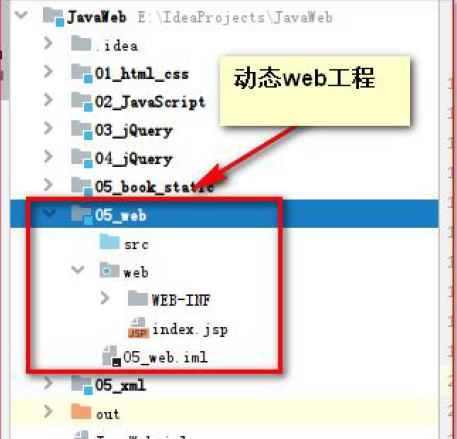 JavaWeb E:\IdeaProjects\JavaWeb
.idea
01_html_css
02_JavaScript
03_jQuery
04_jQuery
05_book_static
05_web
src
web
WEB-INF
JSP index.jsp
05_web.iml
05_xml
out
动态web工程